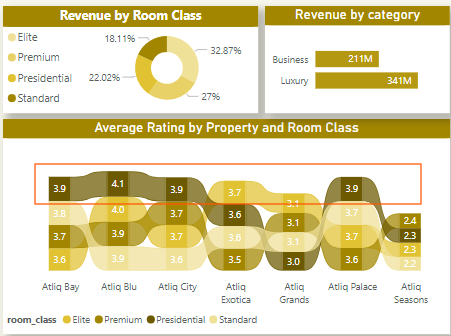 Revenue by Room Class
Elite
Premium
Presidential
Standard
18.11%
32.87%
22.02%
27%
Revenue by category
Business
211M
Luxury
341M
Average Rating by Property and Room Class
3.9 4.1 3.9 3.7 3.1 3.9 2.4
3.8 4.0 3.7 3.6 3.1 3.7 2.3
3.7 3.9 3.7 3.6 3.1 3.7 2.3
3.6 3.9 3.6 3.5 3.0 3.6 2.2
Atliq Bay Atliq Blu Atliq City Atliq Exotica Atliq Grands Atliq Palace Atliq Seasons
room_class Elite Premium Presidential Standard